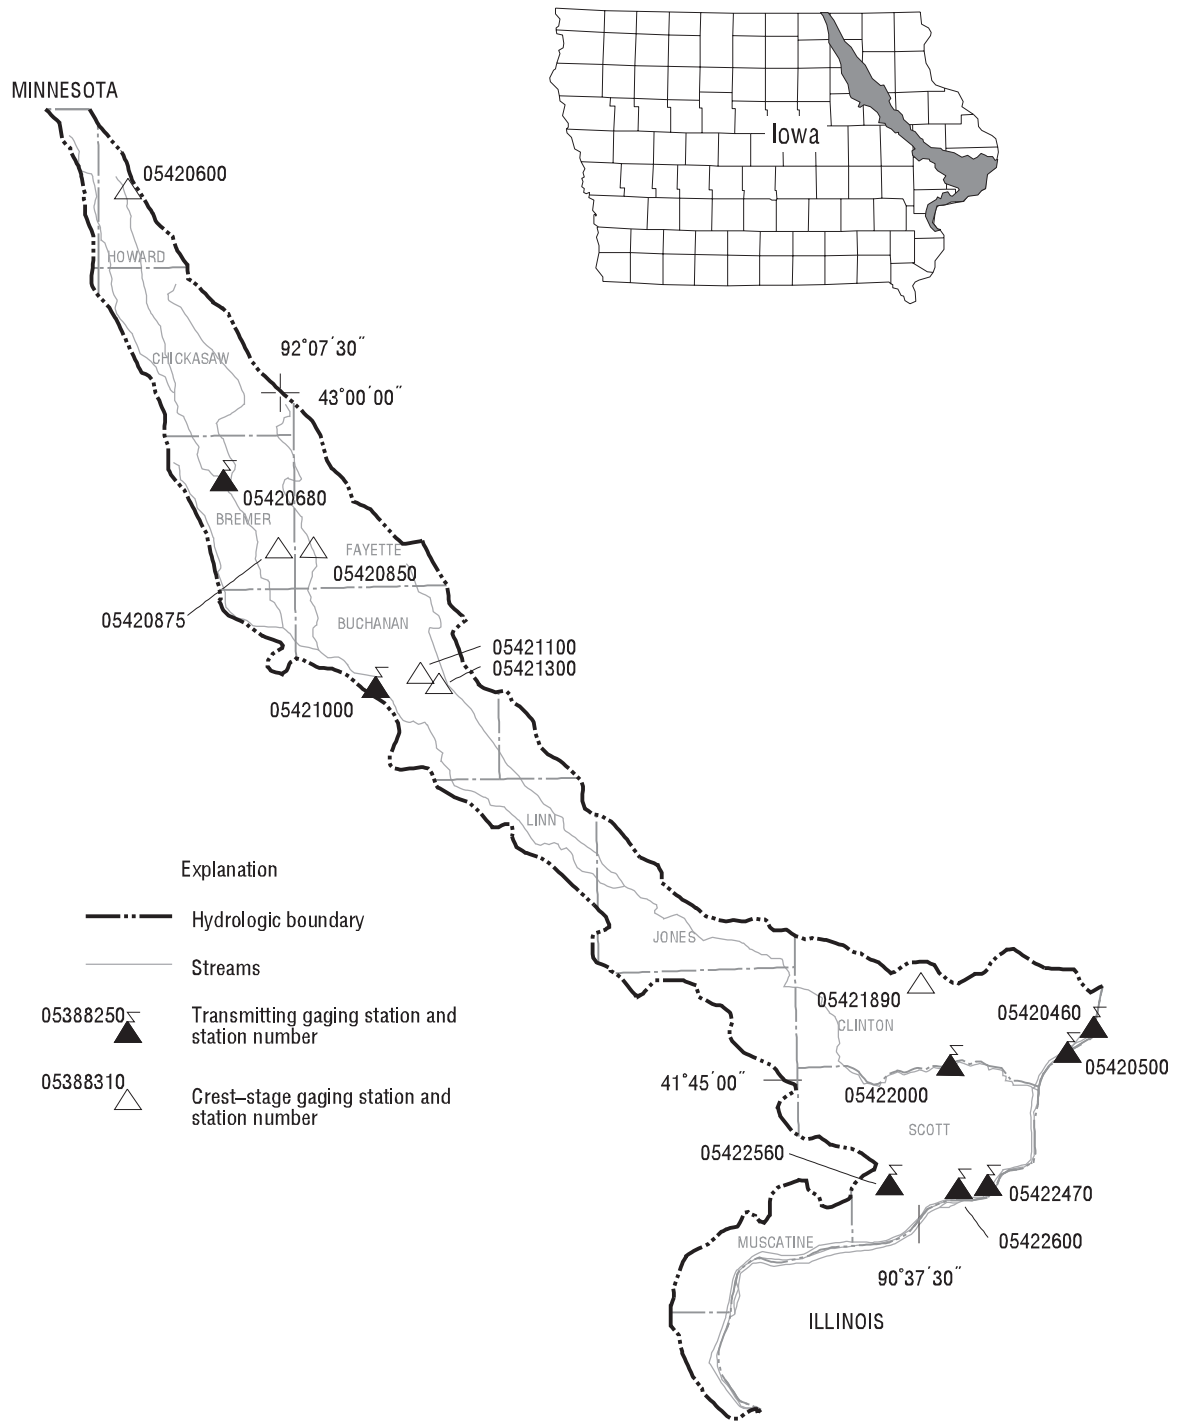 MINNESOTA
Iowa
05420600
HOWARD
92°07′30″
CHICKASAW
43°00′00″
05420680
BREMER
FAYETTE
05420850
05420875
BUCHANAN
05421100
05421300
05421000
LINN
Explanation
Hydrologic boundary
Streams
05388250
Transmitting gaging station and
station number
05388310
Crest–stage gaging station and
station number
JONES
05421890
05420460
CLINTON
05420500
41°45′00″
05422000
SCOTT
05422560
05422470
05422600
MUSCATINE
90°37′30″
ILLINOIS